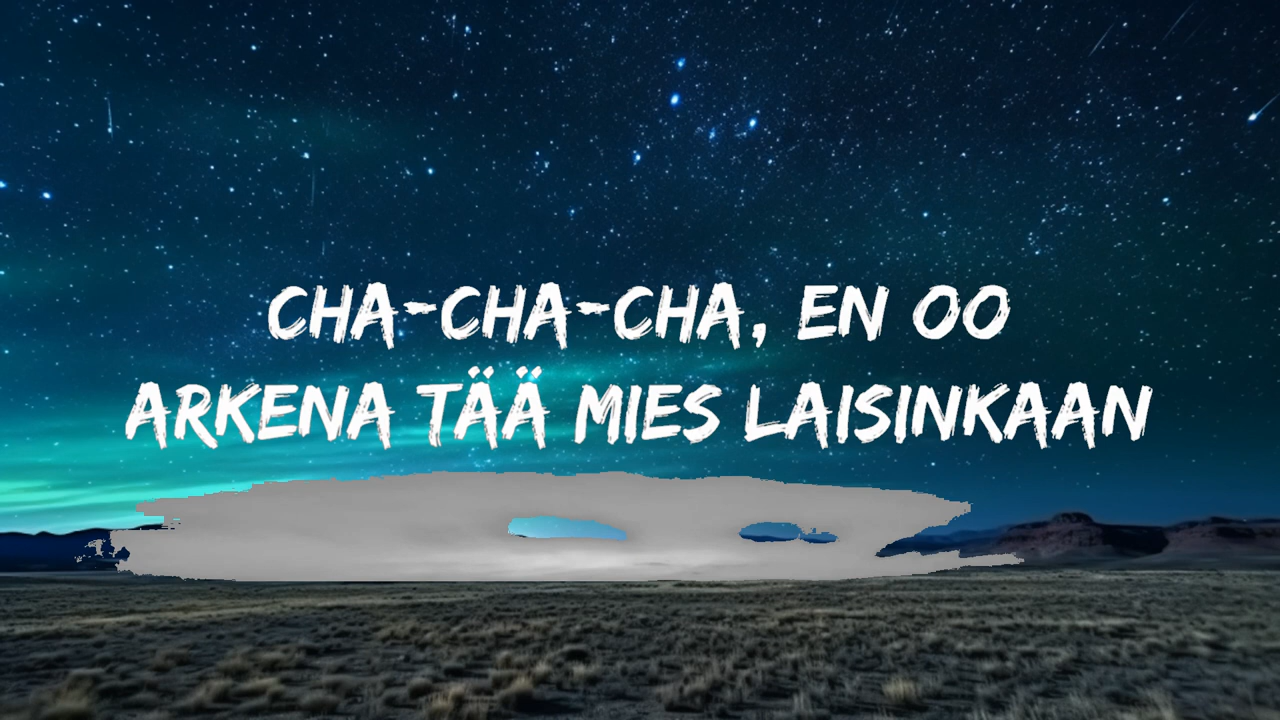 CHA-CHA-CHA, EN OO
ARKENA TÄÄ MIES LAISINKAAN